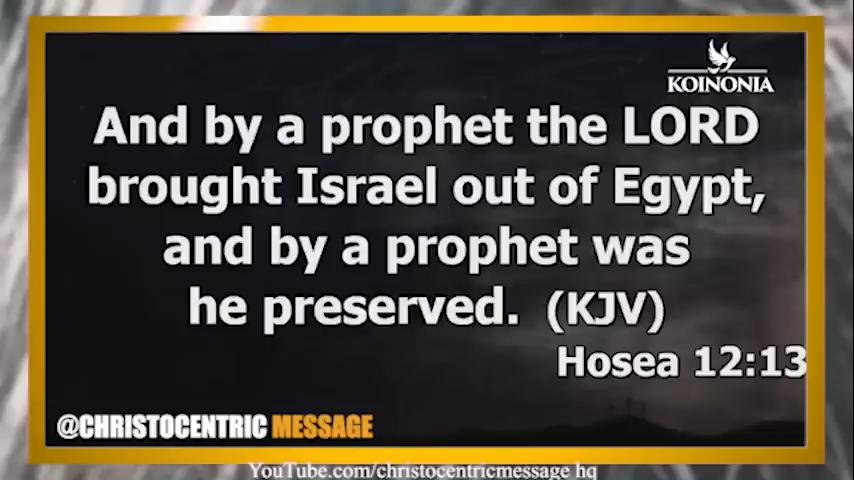 KOINONIA
And by a prophet the LORD
brought Israel out of Egypt,
and by a prophet was
he preserved. (KJV)
Hosea 12:13
@CHRISTOCENTRIC MESSAGE
YouTube.com/christocentricmessage hq